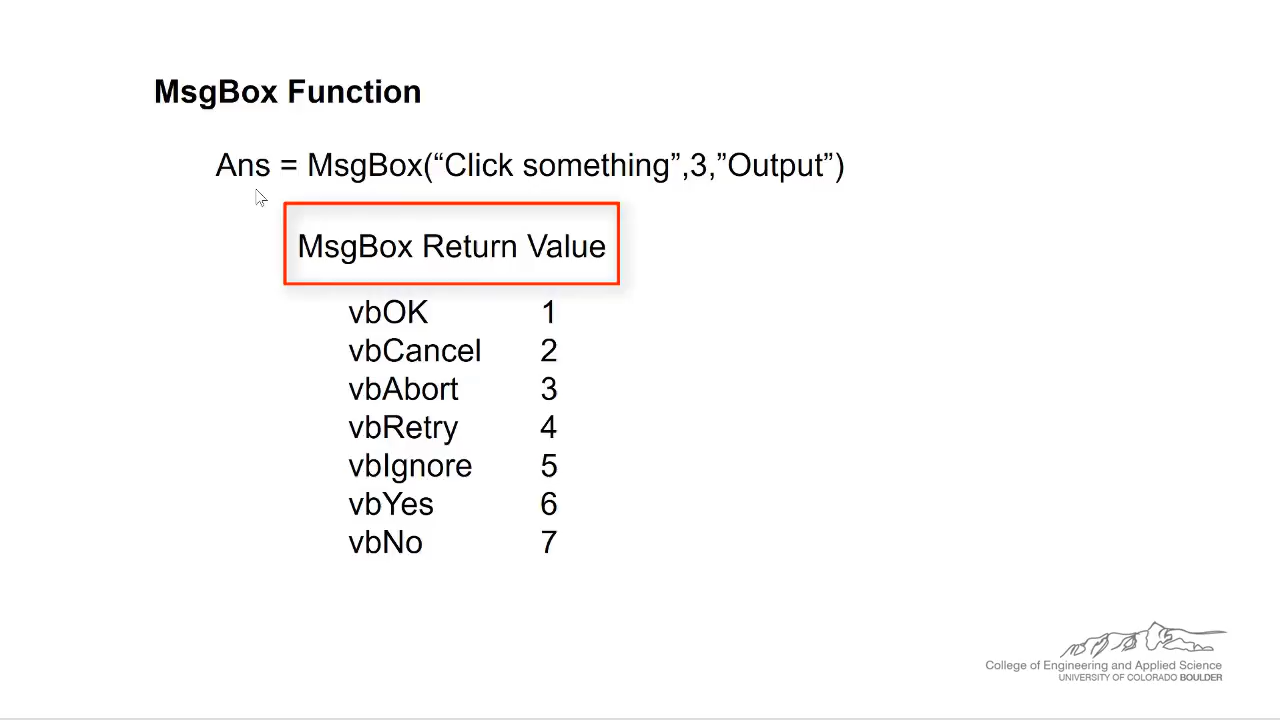 MsgBox Function
Ans = MsgBox(“Click something”,3,”Output”)
MsgBox Return Value
vbOK 1
vbCancel 2
vbAbort 3
vbRetry 4
vbIgnore 5
vbYes 6
vbNo 7
College of Engineering and Applied Science
UNIVERSITY OF COLORADO BOULDER